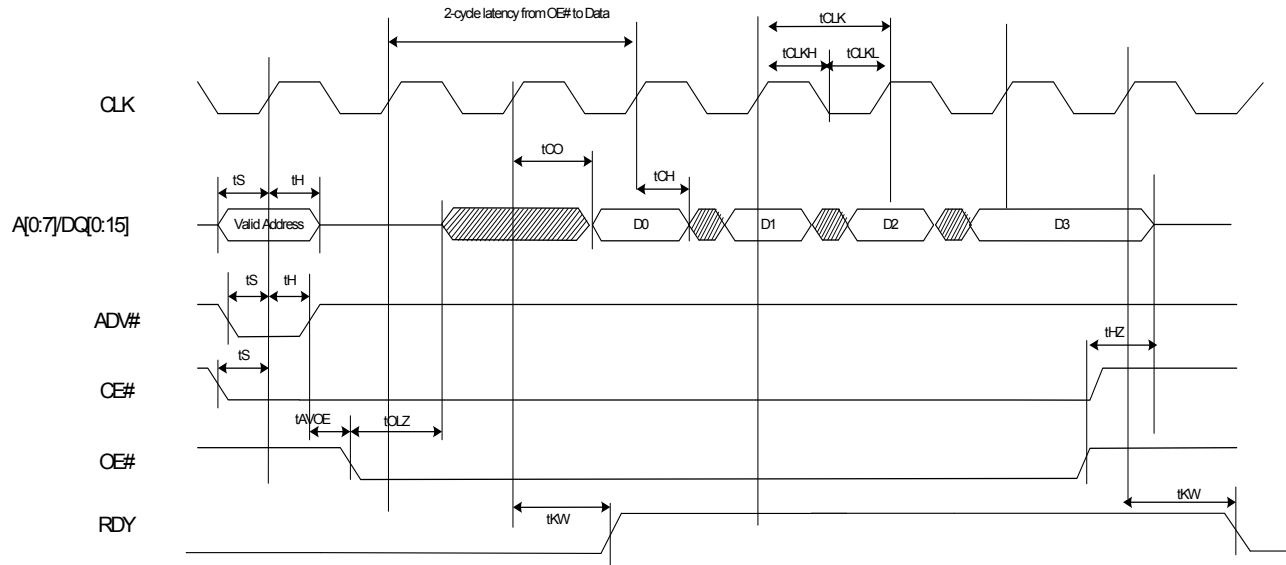 2-cycle latency from OE# to Data
tCLK
tCLKH
tCLKL
CLK
tCO
tS
tH
tCH
A[0:7]/DQ[0:15]
Valid Address
D0
D1
D2
D3
tS
tH
ADV#
tHZ
tS
CE#
tAVOE
tOLZ
OE#
tKW
tKW
RDY